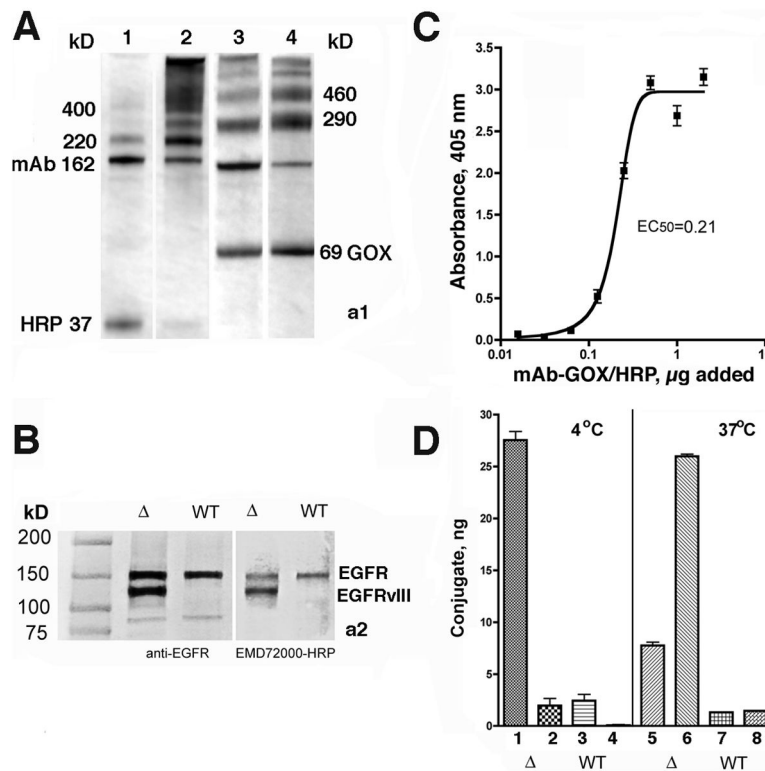 A
kD 1 2 3 4 kD
400
220
mAb 162
HRP 37
460
290
69 GOX
a1
B
kD
Δ WT Δ WT
200
150
100
75
EGFR
EGFRvIII
a2
anti-EGFR EMD72000-HRP
C
Absorbance, 405 nm
3.5
3.0
2.5
2.0
1.5
1.0
0.5
0.0
EC50=0.21
0.01 0.1 1
mAb-GOX/HRP, µg added
D
4°C 37°C
Conjugate, ng
30
25
20
15
10
5
0
1 2 3 4 5 6 7 8
Δ WT Δ WT